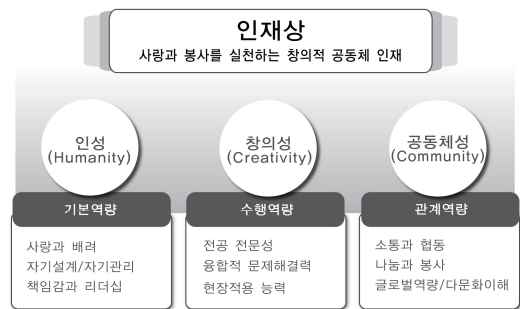 인재상
사랑과 봉사를 실천하는 창의적 공동체 인재
인성
(Humanity)
기본역량
사랑과 배려
자기설계/자기관리
책임감과 리더십
창의성
(Creativity)
수행역량
전공 전문성
융합적 문제해결력
현장적용 능력
공동체성
(Community)
관계역량
소통과 협동
나눔과 봉사
글로벌역량/다문화이해